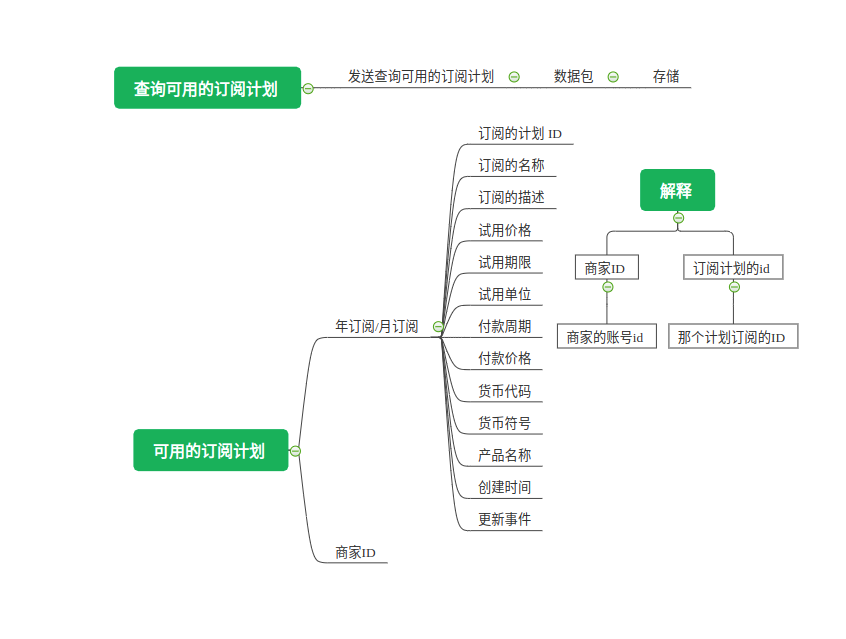 查询可用的订阅计划
发送查询可用的订阅计划
数据包
存储
订阅的计划 ID
订阅的名称
订阅的描述
试用价格
试用期限
试用单位
付款周期
付款价格
货币代码
货币符号
产品名称
创建时间
更新事件
年订阅/月订阅
可用的订阅计划
商家ID
解释
商家ID
订阅计划的id
商家的账号id
那个计划订阅的ID